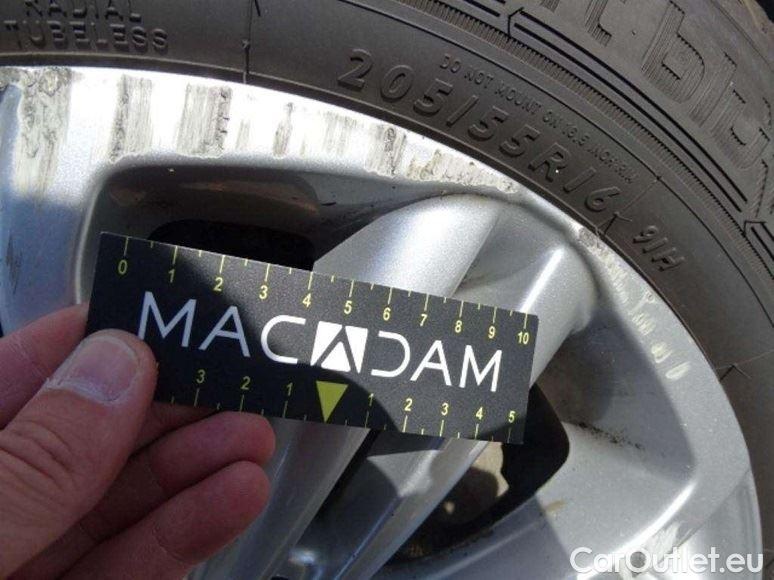 RADIAL
TUBELESS
205/55R16 91H
DO NOT MOUNT ON 16.5 INCH RIM
0 1 2 3 4 5 6 7 8 9 10
MACADAM
3 2 1 1 2 3 4 5
CarOutlet.eu